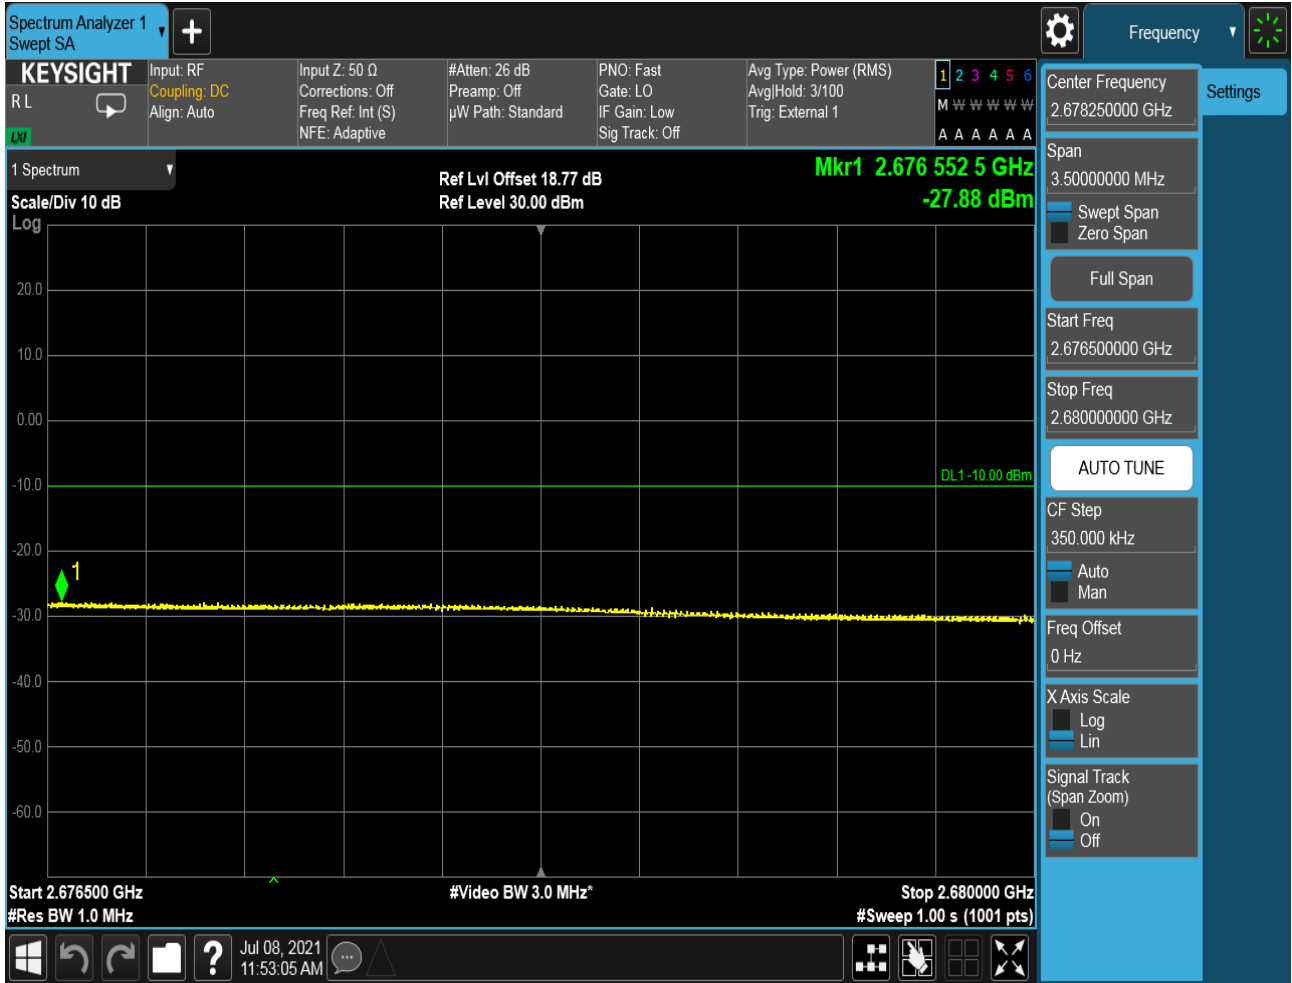 Spectrum Analyzer 1
Swept SA
Frequency
KEYSIGHT
R L
LXI
Input: RF
Coupling: DC
Align: Auto
Input Z: 50 Ω
Corrections: Off
Freq Ref: Int (S)
NFE: Adaptive
#Atten: 26 dB
Preamp: Off
µW Path: Standard
PNO: Fast
Gate: LO
IF Gain: Low
Sig Track: Off
Avg Type: Power (RMS)
Avg|Hold: 3/100
Trig: External 1
1 2 3 4 5 6
M W W W W W
A A A A A A
1 Spectrum
Scale/Div 10 dB
Log
Ref Lvl Offset 18.77 dB
Ref Level 30.00 dBm
Mkr1 2.676 552 5 GHz
-27.88 dBm
20.0
10.0
0.00
-10.0
-20.0
-30.0
-40.0
-50.0
-60.0
DL1 -10.00 dBm
1
Start 2.676500 GHz
#Res BW 1.0 MHz
#Video BW 3.0 MHz*
Stop 2.680000 GHz
#Sweep 1.00 s (1001 pts)
Center Frequency
2.678250000 GHz
Settings
Span
3.50000000 MHz
Swept Span
Zero Span
Full Span
Start Freq
2.676500000 GHz
Stop Freq
2.680000000 GHz
AUTO TUNE
CF Step
350.000 kHz
Auto
Man
Freq Offset
0 Hz
X Axis Scale
Log
Lin
Signal Track
(Span Zoom)
On
Off
?
Jul 08, 2021
11:53:05 AM